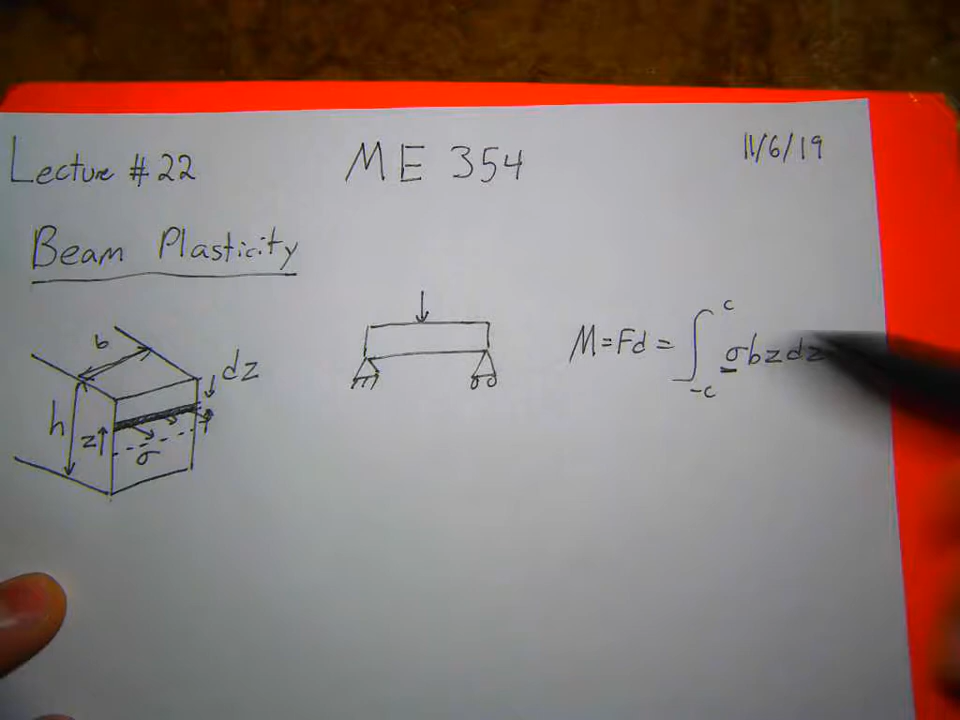 Lecture #22
ME 354
11/6/19
Beam Plasticity
b
dz
h
z
σ
M=Fd= ∫_{-c}^{c} σbzdz